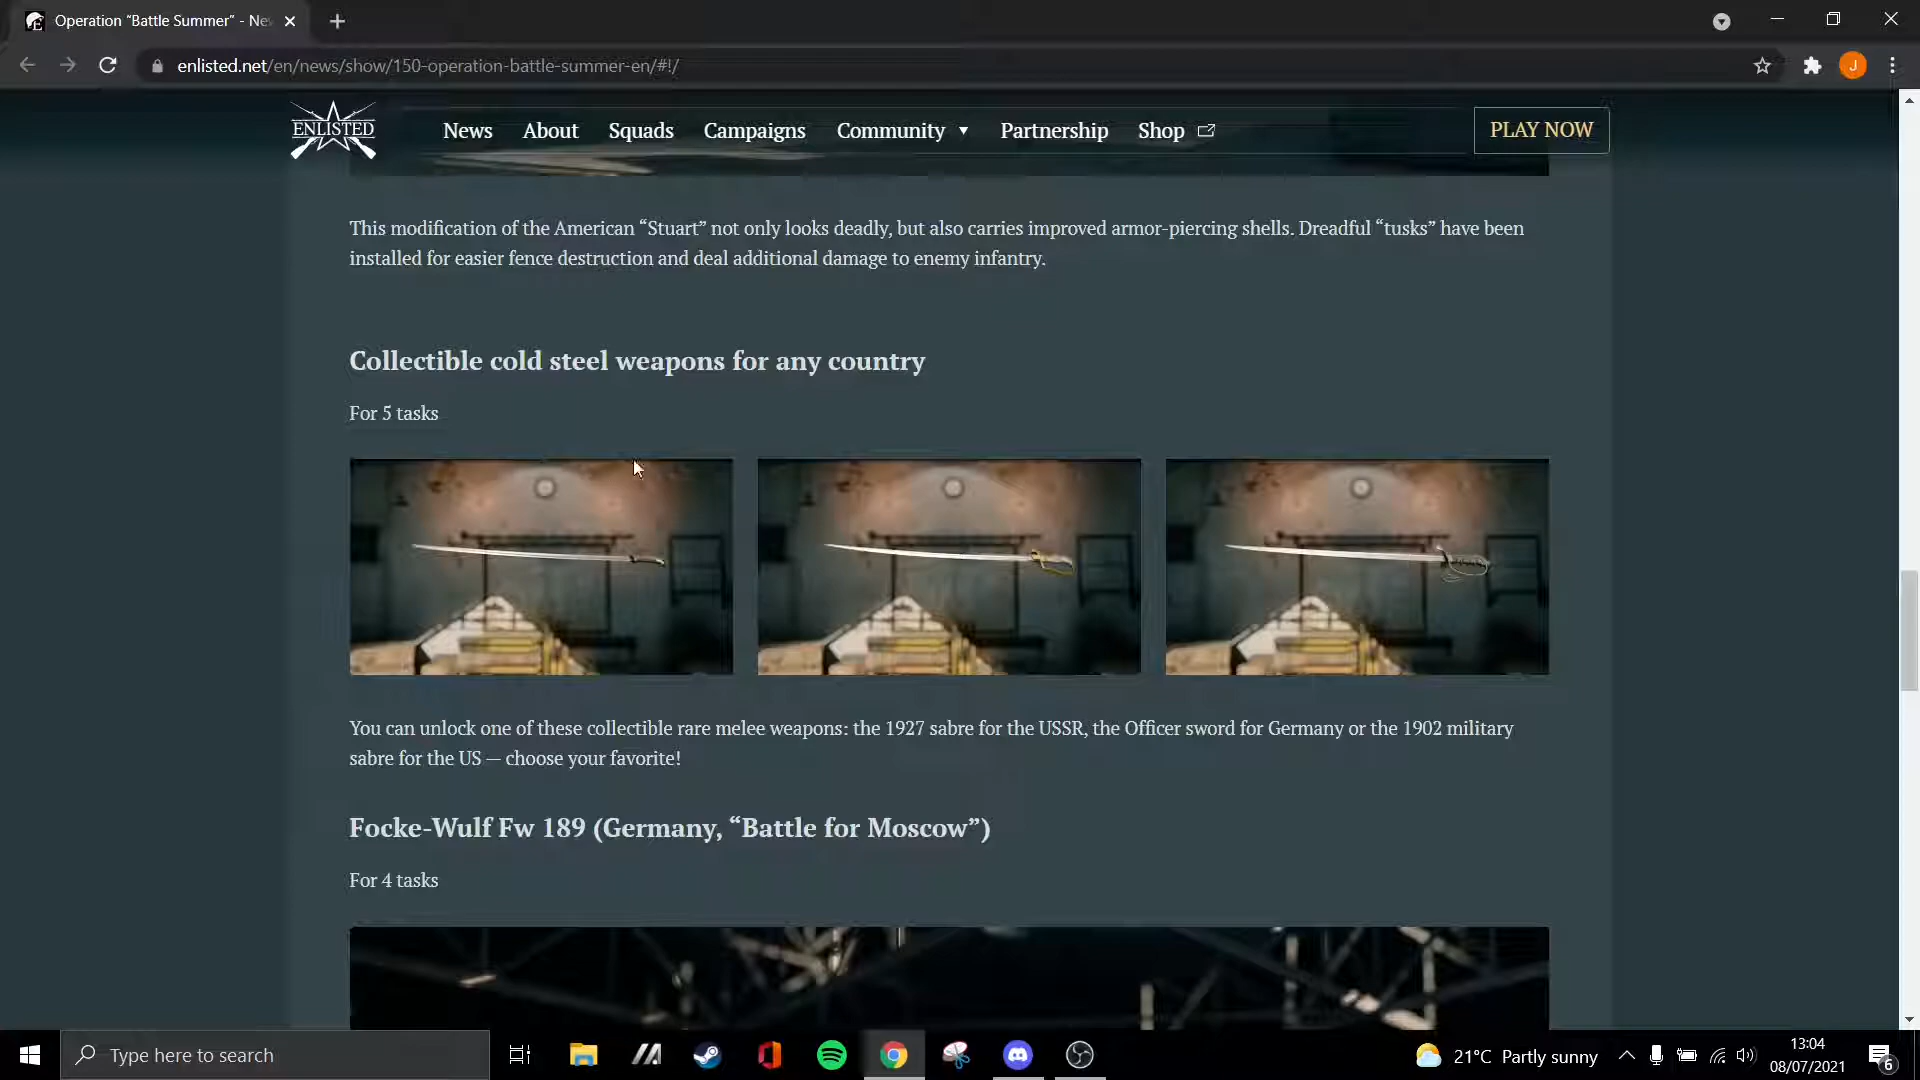 Operation “Battle Summer” - Ne
enlisted.net/en/news/show/150-operation-battle-summer-en/#!/
J
ENLISTED
News About Squads Campaigns Community Partnership Shop PLAY NOW
This modification of the American “Stuart” not only looks deadly, but also carries improved armor-piercing shells. Dreadful “tusks” have been
installed for easier fence destruction and deal additional damage to enemy infantry.
Collectible cold steel weapons for any country
For 5 tasks
You can unlock one of these collectible rare melee weapons: the 1927 sabre for the USSR, the Officer sword for Germany or the 1902 military
sabre for the US — choose your favorite!
Focke-Wulf Fw 189 (Germany, “Battle for Moscow”)
For 4 tasks
Type here to search
21°C Partly sunny
13:04
08/07/2021
6